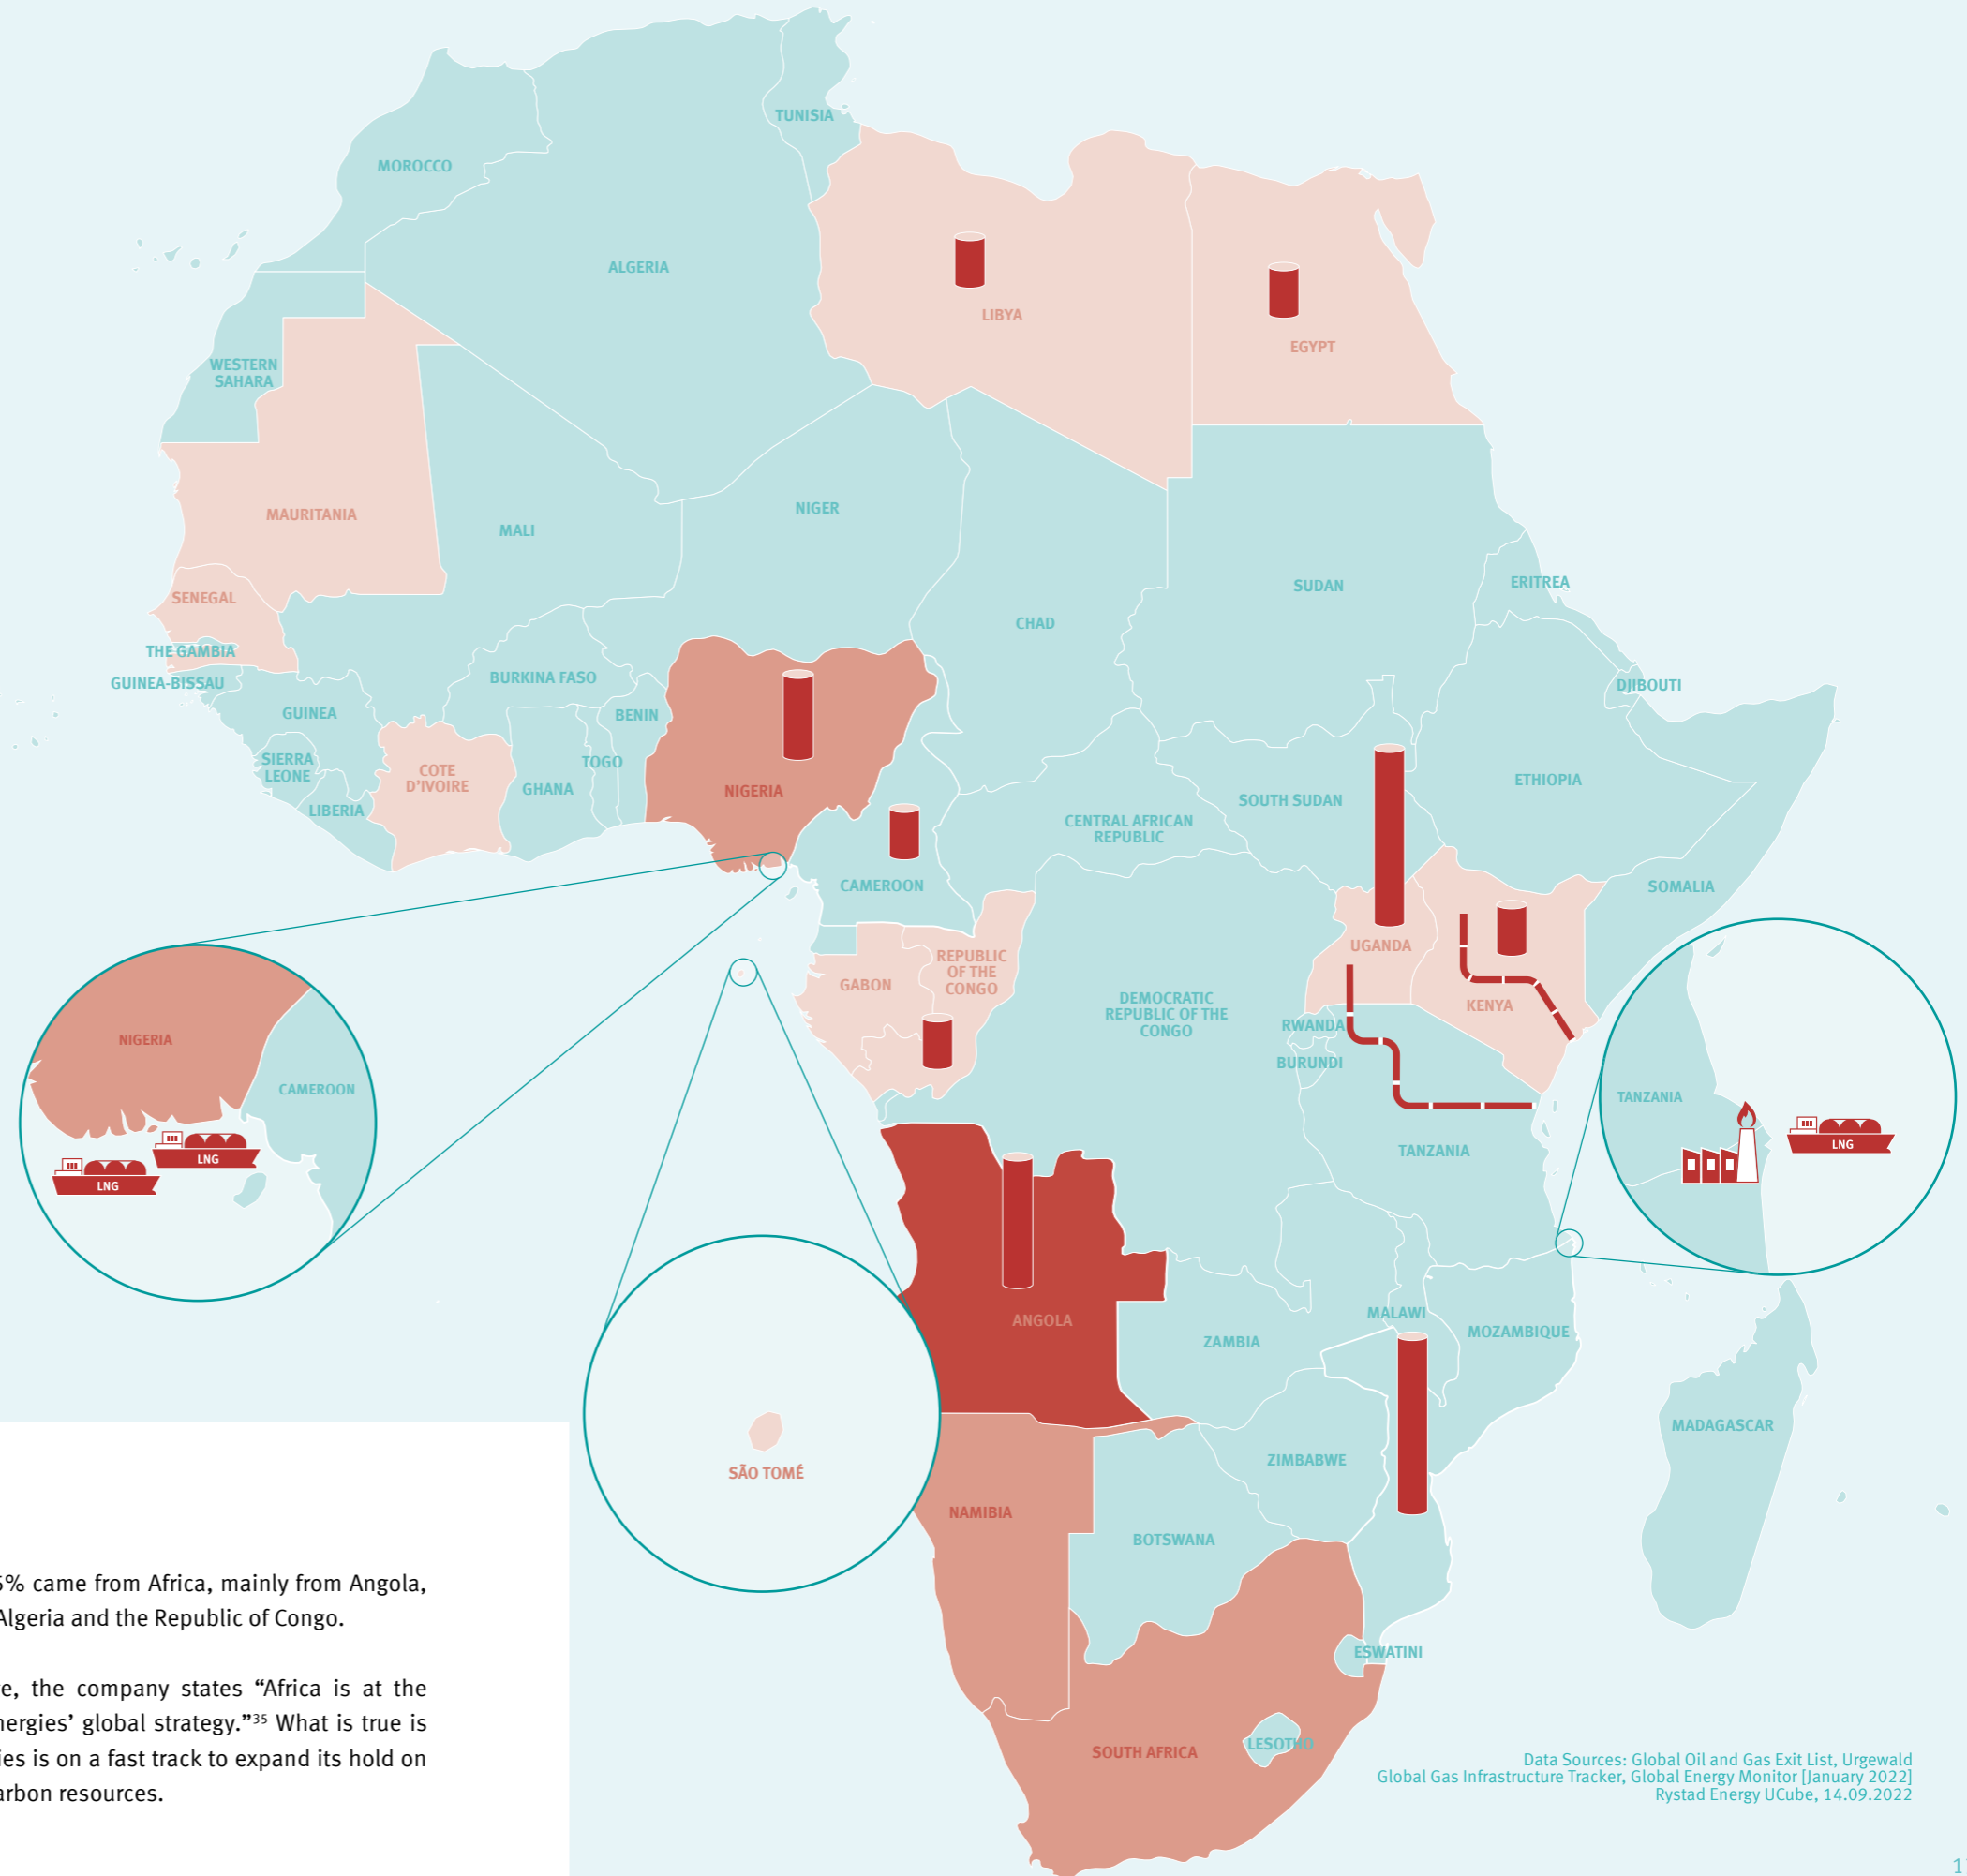 TUNISIA
MOROCCO
ALGERIA
LIBYA
EGYPT
WESTERN
SAHARA
MAURITANIA
MALI
NIGER
CHAD
SUDAN
ERITREA
SENEGAL
THE GAMBIA
GUINEA-BISSAU
GUINEA
BURKINA FASO
BENIN
DJIBOUTI
SIERRA
LEONE
LIBERIA
COTE
D'IVOIRE
GHANA
TOGO
NIGERIA
CENTRAL AFRICAN
REPUBLIC
SOUTH SUDAN
ETHIOPIA
CAMEROON
SOMALIA
UGANDA
KENYA
GABON
REPUBLIC
OF THE
CONGO
DEMOCRATIC
REPUBLIC OF THE
CONGO
RWANDA
BURUNDI
TANZANIA
NIGERIA
CAMEROON
LNG
LNG
TANZANIA
LNG
ANGOLA
ZAMBIA
MALAWI
MOZAMBIQUE
MADAGASCAR
SÃO TOMÉ
NAMIBIA
ZIMBABWE
BOTSWANA
ESWATINI
LESOTHO
SOUTH AFRICA
% came from Africa, mainly from Angola,
Algeria and the Republic of Congo.
the company states “Africa is at the
global strategy.”35 What is true is
is on a fast track to expand its hold on
resources.
Data Sources: Global Oil and Gas Exit List, Urgewald
Global Gas Infrastructure Tracker, Global Energy Monitor [January 2022]
Rystad Energy UCube, 14.09.2022